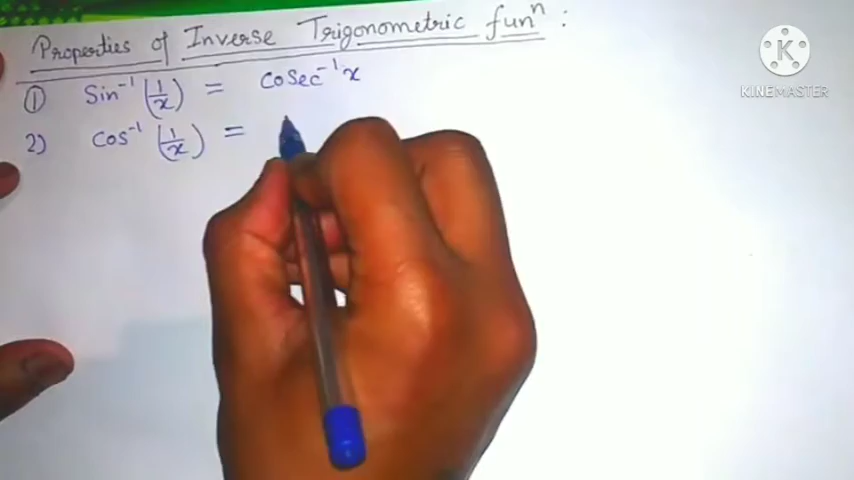 Properties of Inverse Trigonometric funⁿ :
① Sin⁻¹ (1/x) = coSec⁻¹x
2) cos⁻¹ (1/x) =
K
KINEMASTER